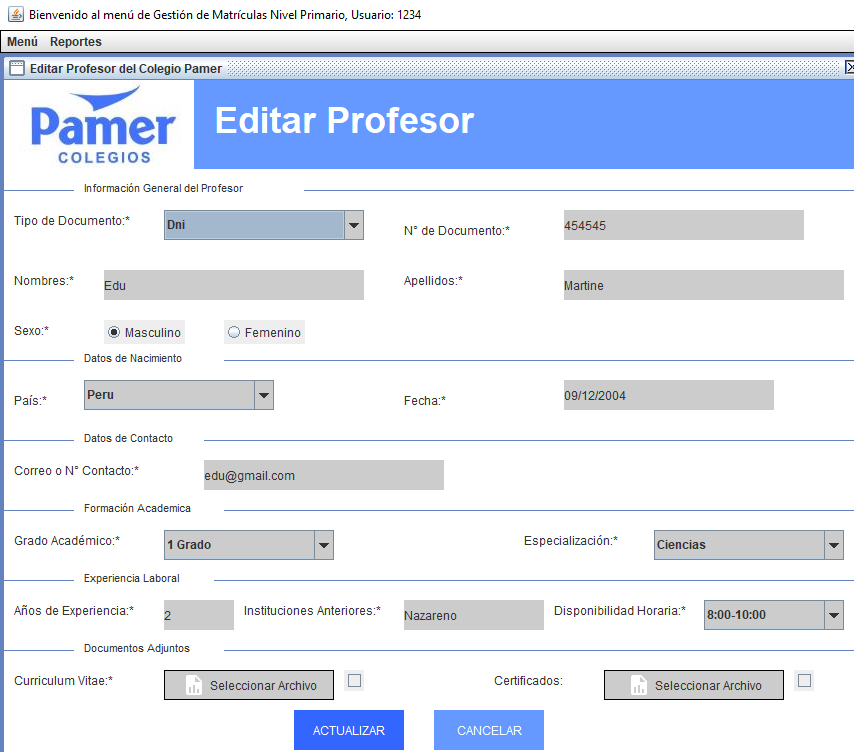 Bienvenido al menú de Gestión de Matrículas Nivel Primario, Usuario: 1234
Menú Reportes
Editar Profesor del Colegio Pamer
Pamer
COLEGIOS
Editar Profesor
Información General del Profesor
Tipo de Documento:* Dni N° de Documento:* 454545
Nombres:* Edu Apellidos:* Martine
Sexo:* Masculino Femenino
Datos de Nacimiento
País:* Peru Fecha:* 09/12/2004
Datos de Contacto
Correo o N° Contacto:* edu@gmail.com
Formación Academica
Grado Académico:* 1 Grado Especialización:* Ciencias
Experiencia Laboral
Años de Experiencia:* 2 Instituciones Anteriores:* Nazareno Disponibilidad Horaria:* 8:00-10:00
Documentos Adjuntos
Curriculum Vitae:* Seleccionar Archivo Certificados: Seleccionar Archivo
ACTUALIZAR CANCELAR